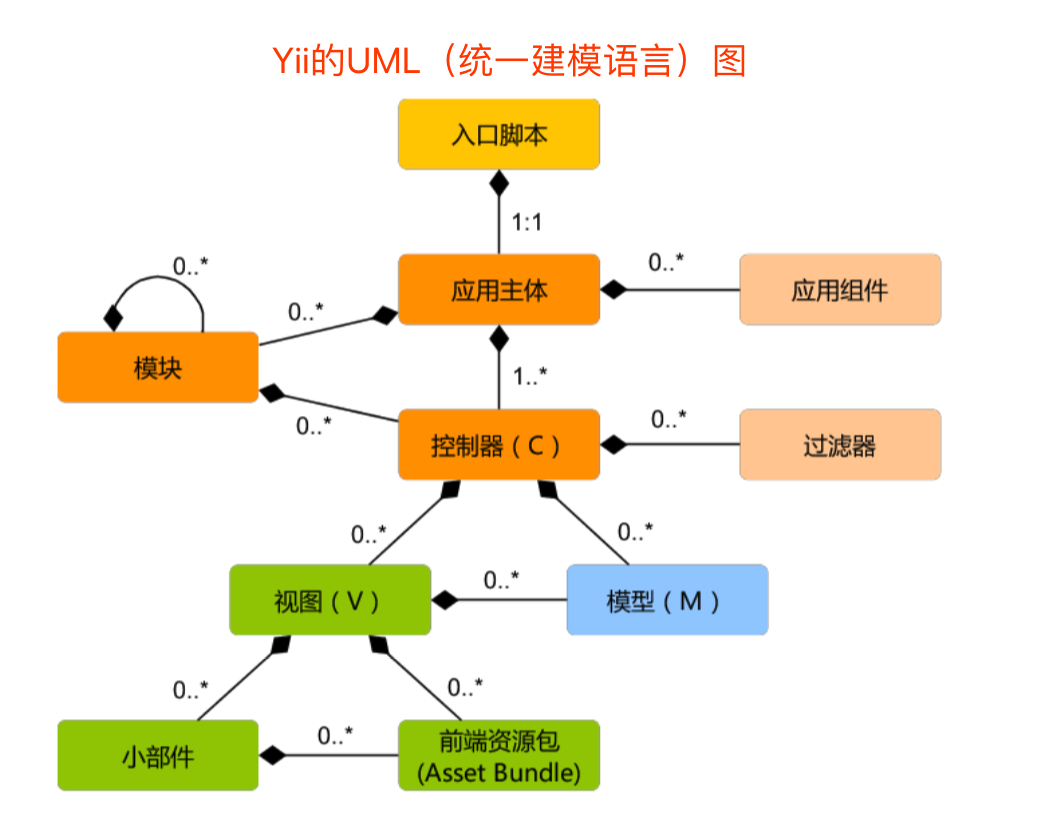 Yii的UML（统一建模语言）图
入口脚本
1:1
0..*
应用主体
0..*
应用组件
0..*
模块
1..*
0..*
控制器（C）
0..*
过滤器
0..*
0..*
视图（V）
0..*
模型（M）
0..*
0..*
小部件
0..*
前端资源包
(Asset Bundle)